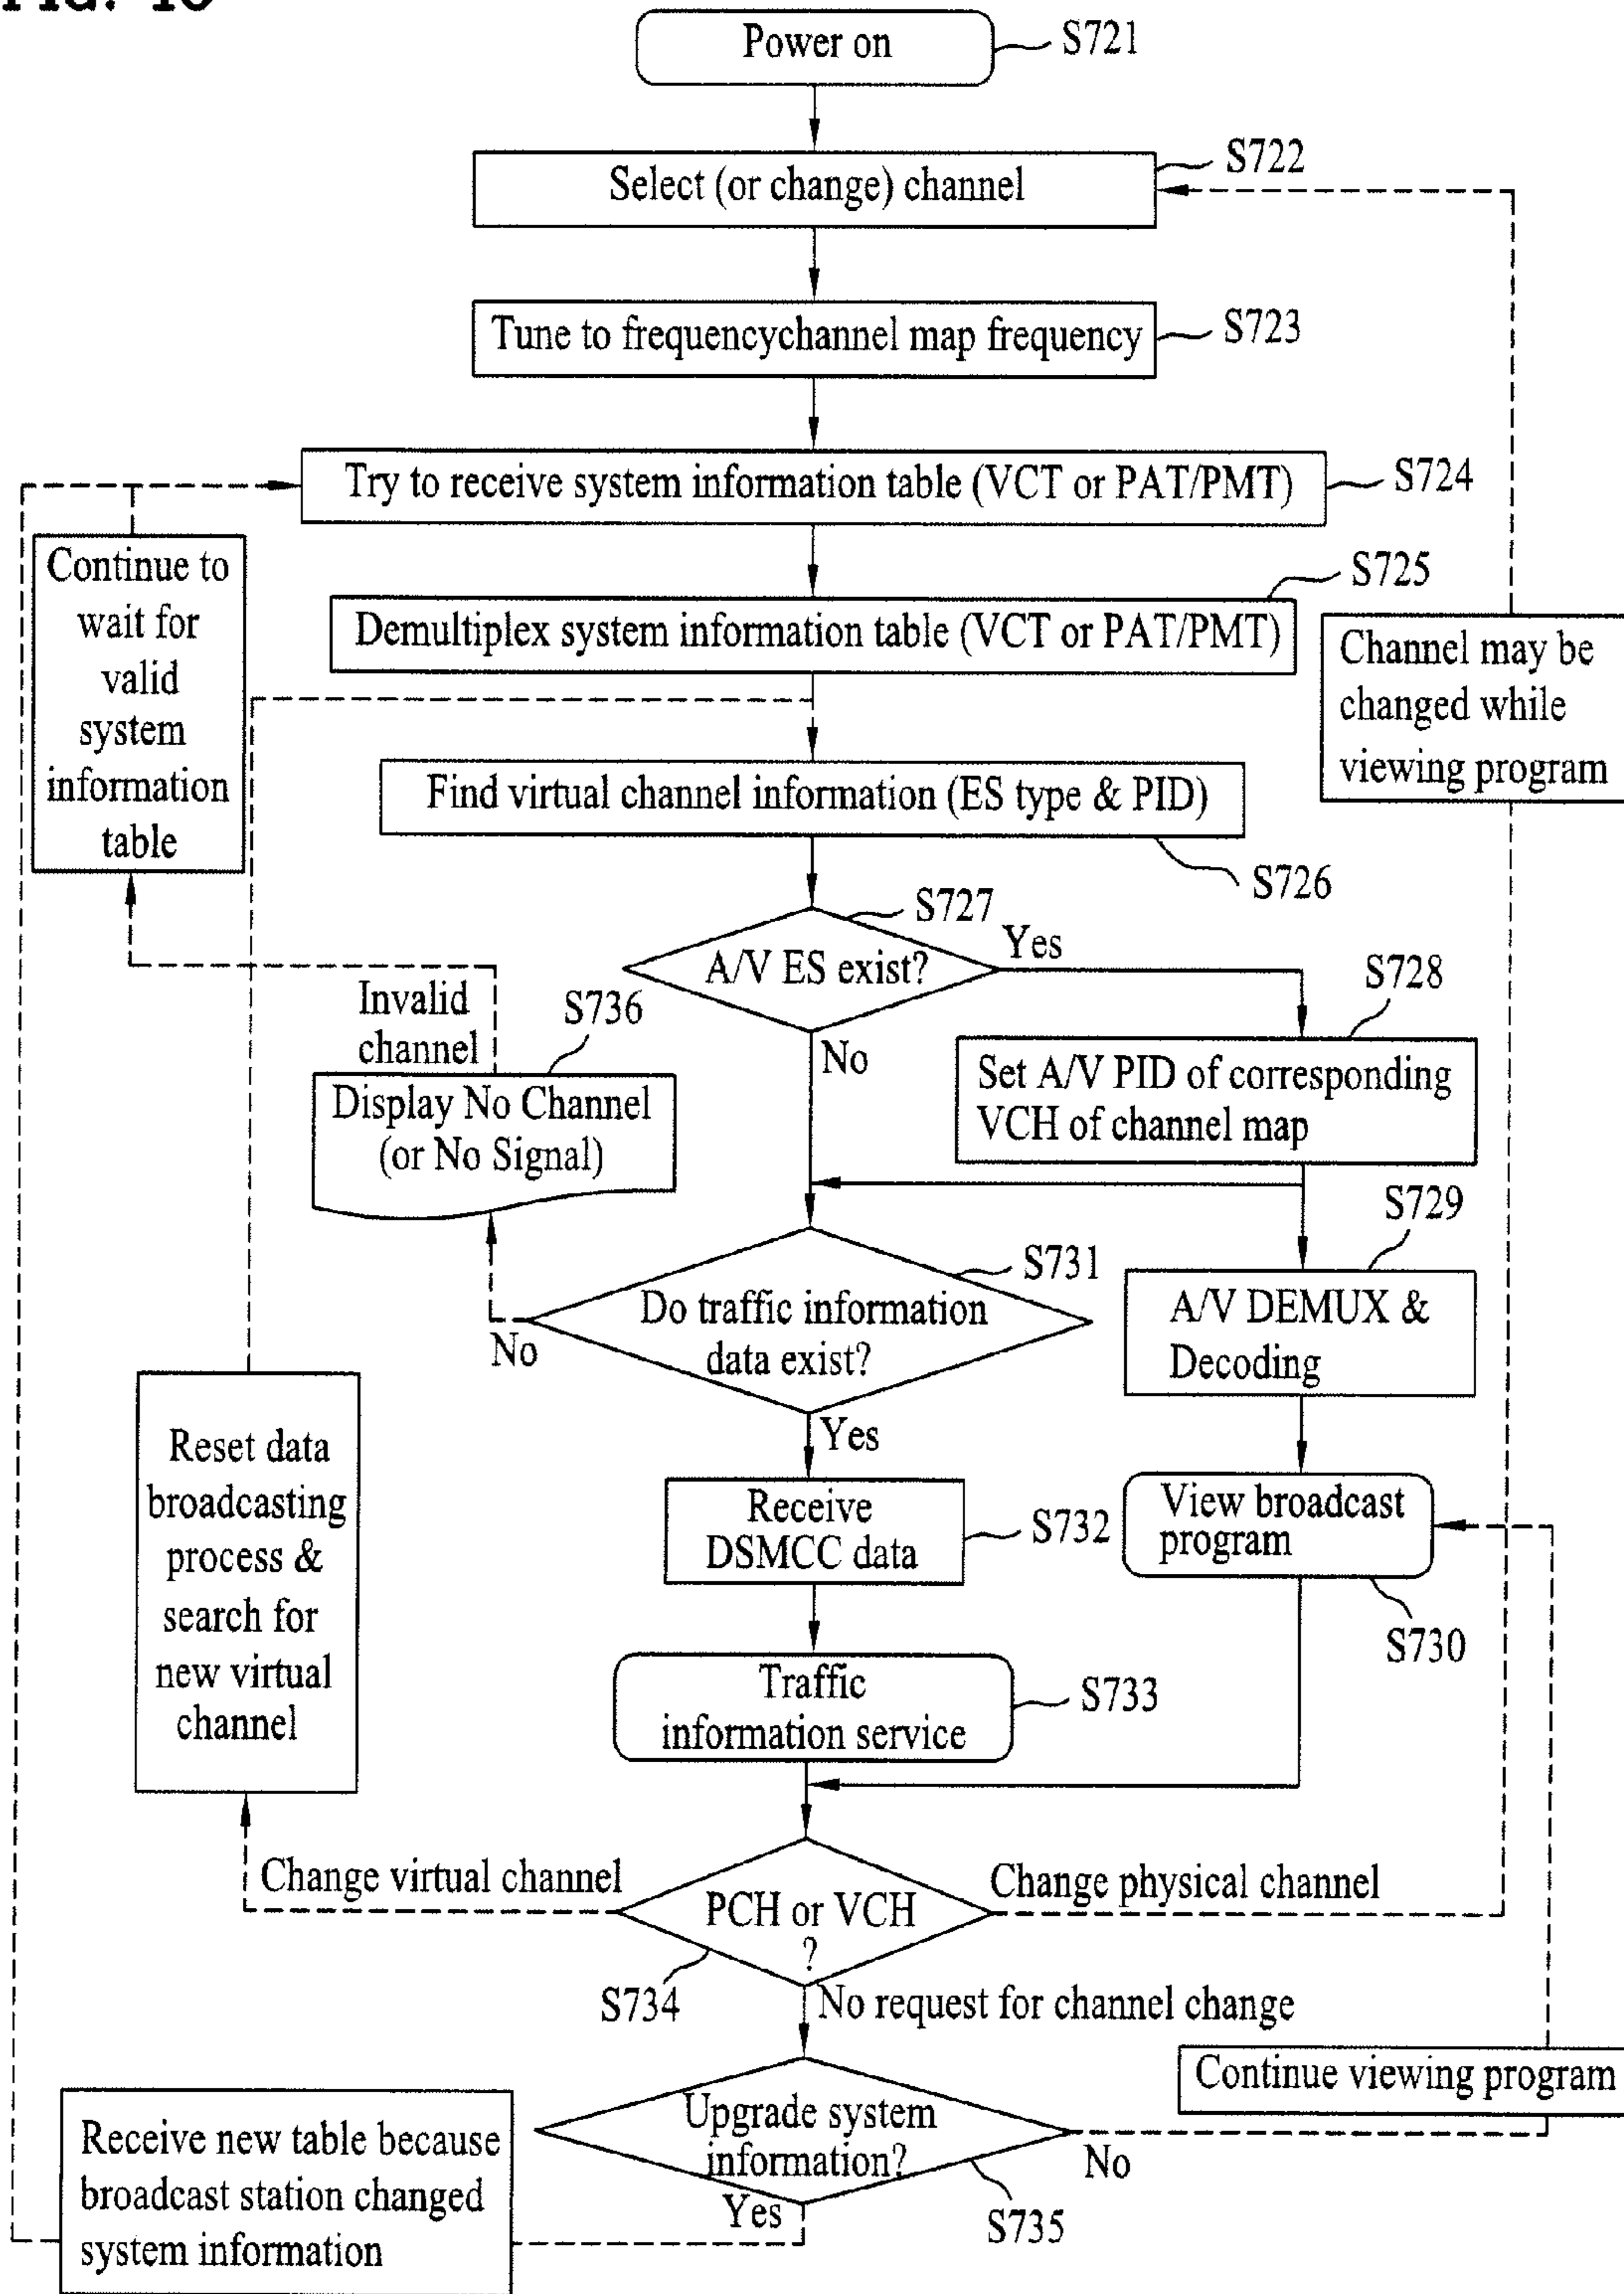 Power on
S721
Select (or change) channel
S722
Tune to frequencychannel map frequency
S723
Try to receive system information table (VCT or PAT/PMT)
S724
Continue to
wait for
valid
system
information
table
Demultiplex system information table (VCT or PAT/PMT)
S725
Channel may be
changed while
viewing program
Find virtual channel information (ES type & PID)
S726
A/V ES exist?
S727
Yes
No
Invalid
channel
S736
Display No Channel
(or No Signal)
S728
Set A/V PID of corresponding
VCH of channel map
S729
A/V DEMUX &
Decoding
Do traffic information
data exist?
S731
No
Yes
Reset data
broadcasting
process &
search for
new virtual
channel
Receive
DSMCC data
S732
View broadcast
program
S730
Traffic
information service
S733
Change virtual channel
PCH or VCH
?
Change physical channel
S734
No request for channel change
Continue viewing program
Upgrade system
information?
No
Yes
S735
Receive new table because
broadcast station changed
system information